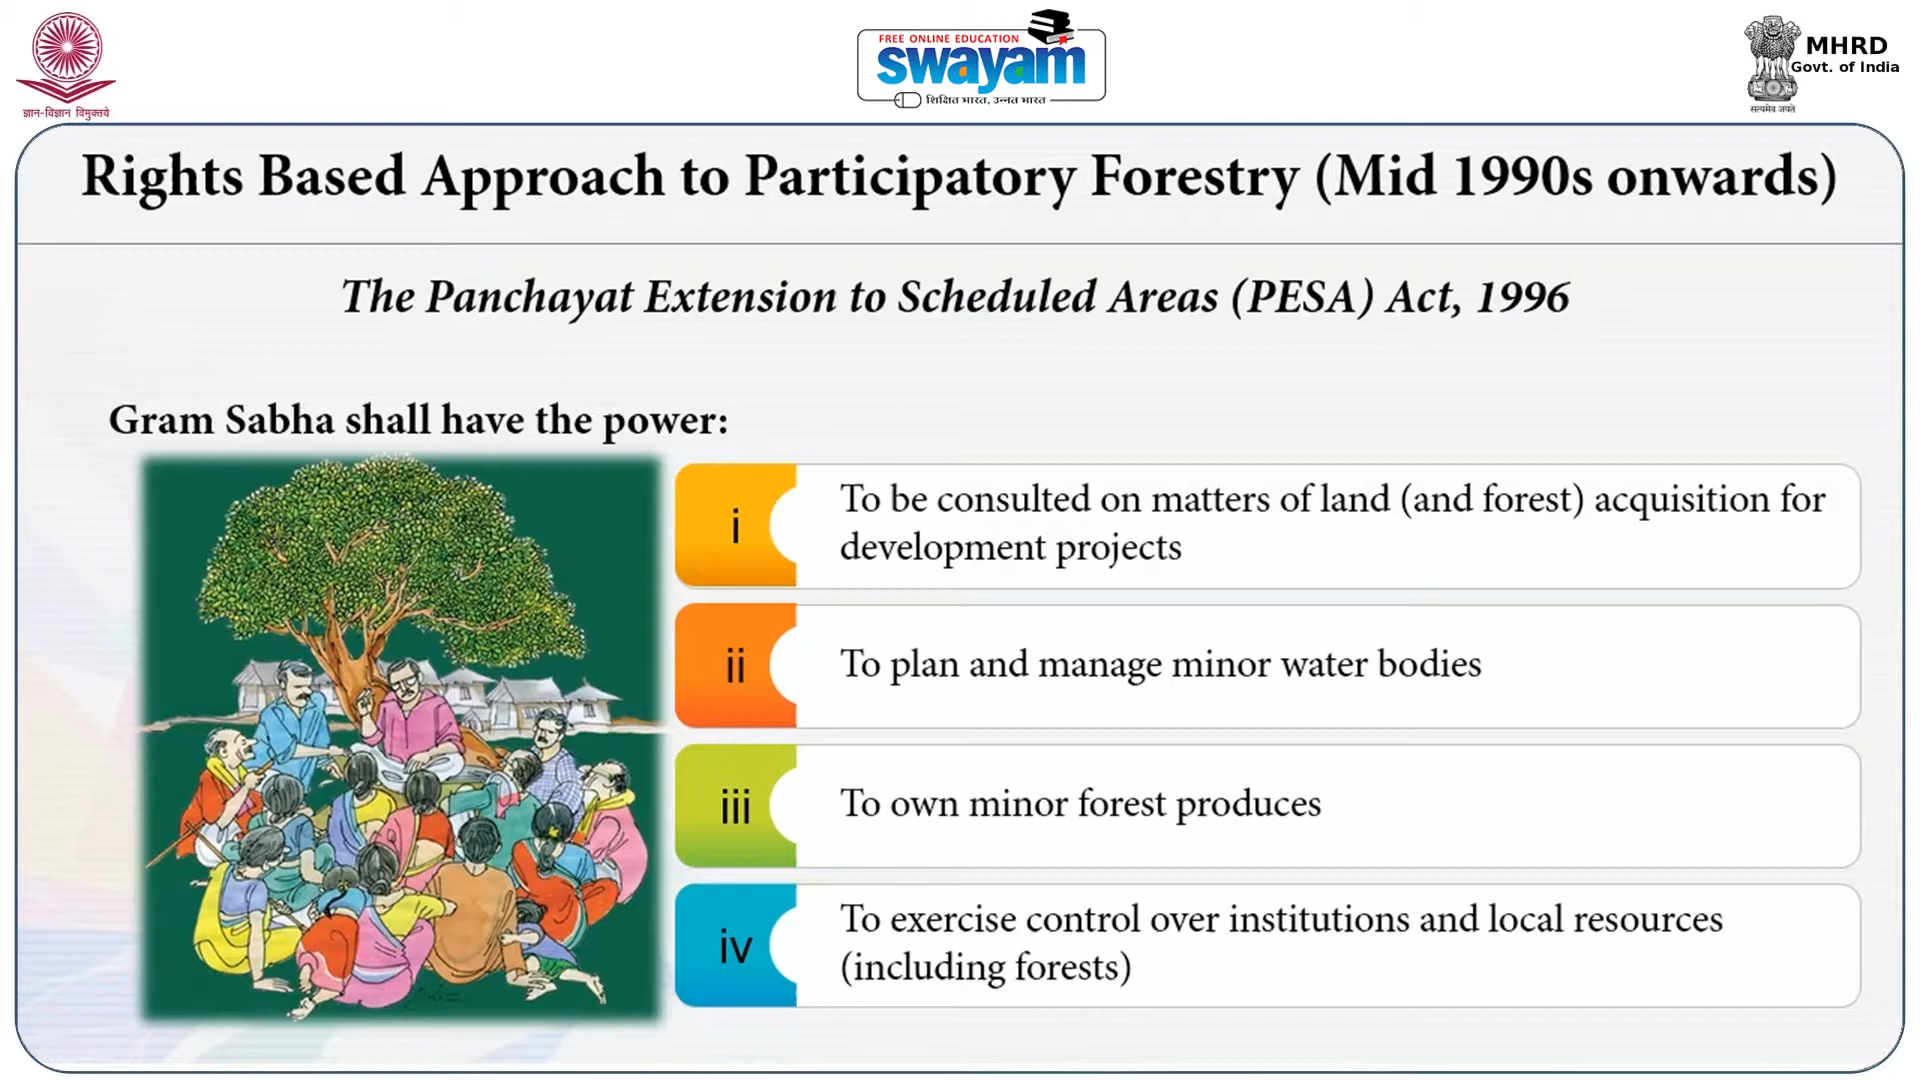 ज्ञान-विज्ञान विमुक्तये
FREE ONLINE EDUCATION
swayam
शिक्षित भारत, उन्नत भारत
MHRD
Govt. of India
सत्यमेव जयते
Rights Based Approach to Participatory Forestry (Mid 1990s onwards)
The Panchayat Extension to Scheduled Areas (PESA) Act, 1996
Gram Sabha shall have the power:
i
To be consulted on matters of land (and forest) acquisition for
development projects
ii
To plan and manage minor water bodies
iii
To own minor forest produces
iv
To exercise control over institutions and local resources
(including forests)